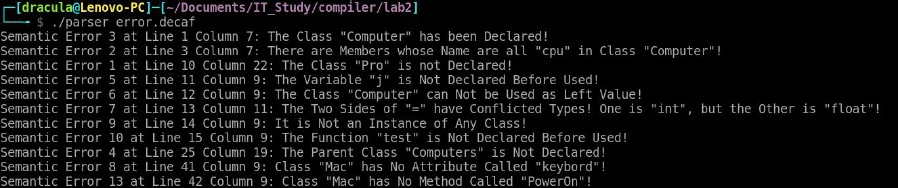 ┌─[dracula@Lenovo-PC]─[~/Documents/IT_Study/compiler/lab2]
└──╼ $ ./parser error.decaf
Semantic Error 3 at Line 1 Column 7: The Class "Computer" has been Declared!
Semantic Error 2 at Line 3 Column 7: There are Members whose Name are all "cpu" in Class "Computer"!
Semantic Error 1 at Line 10 Column 22: The Class "Pro" is not Declared!
Semantic Error 5 at Line 11 Column 9: The Variable "j" is Not Declared Before Used!
Semantic Error 6 at Line 12 Column 9: The Class "Computer" can Not be Used as Left Value!
Semantic Error 7 at Line 13 Column 11: The Two Sides of "=" have Conflicted Types! One is "int", but the Other is "float"!
Semantic Error 9 at Line 14 Column 9: It is Not an Instance of Any Class!
Semantic Error 10 at Line 15 Column 9: The Function "test" is Not Declared Before Used!
Semantic Error 4 at Line 25 Column 19: The Parent Class "Computers" is Not Declared!
Semantic Error 8 at Line 41 Column 9: Class "Mac" has No Attribute Called "keybord"!
Semantic Error 13 at Line 42 Column 9: Class "Mac" has No Method Called "PowerOn"!